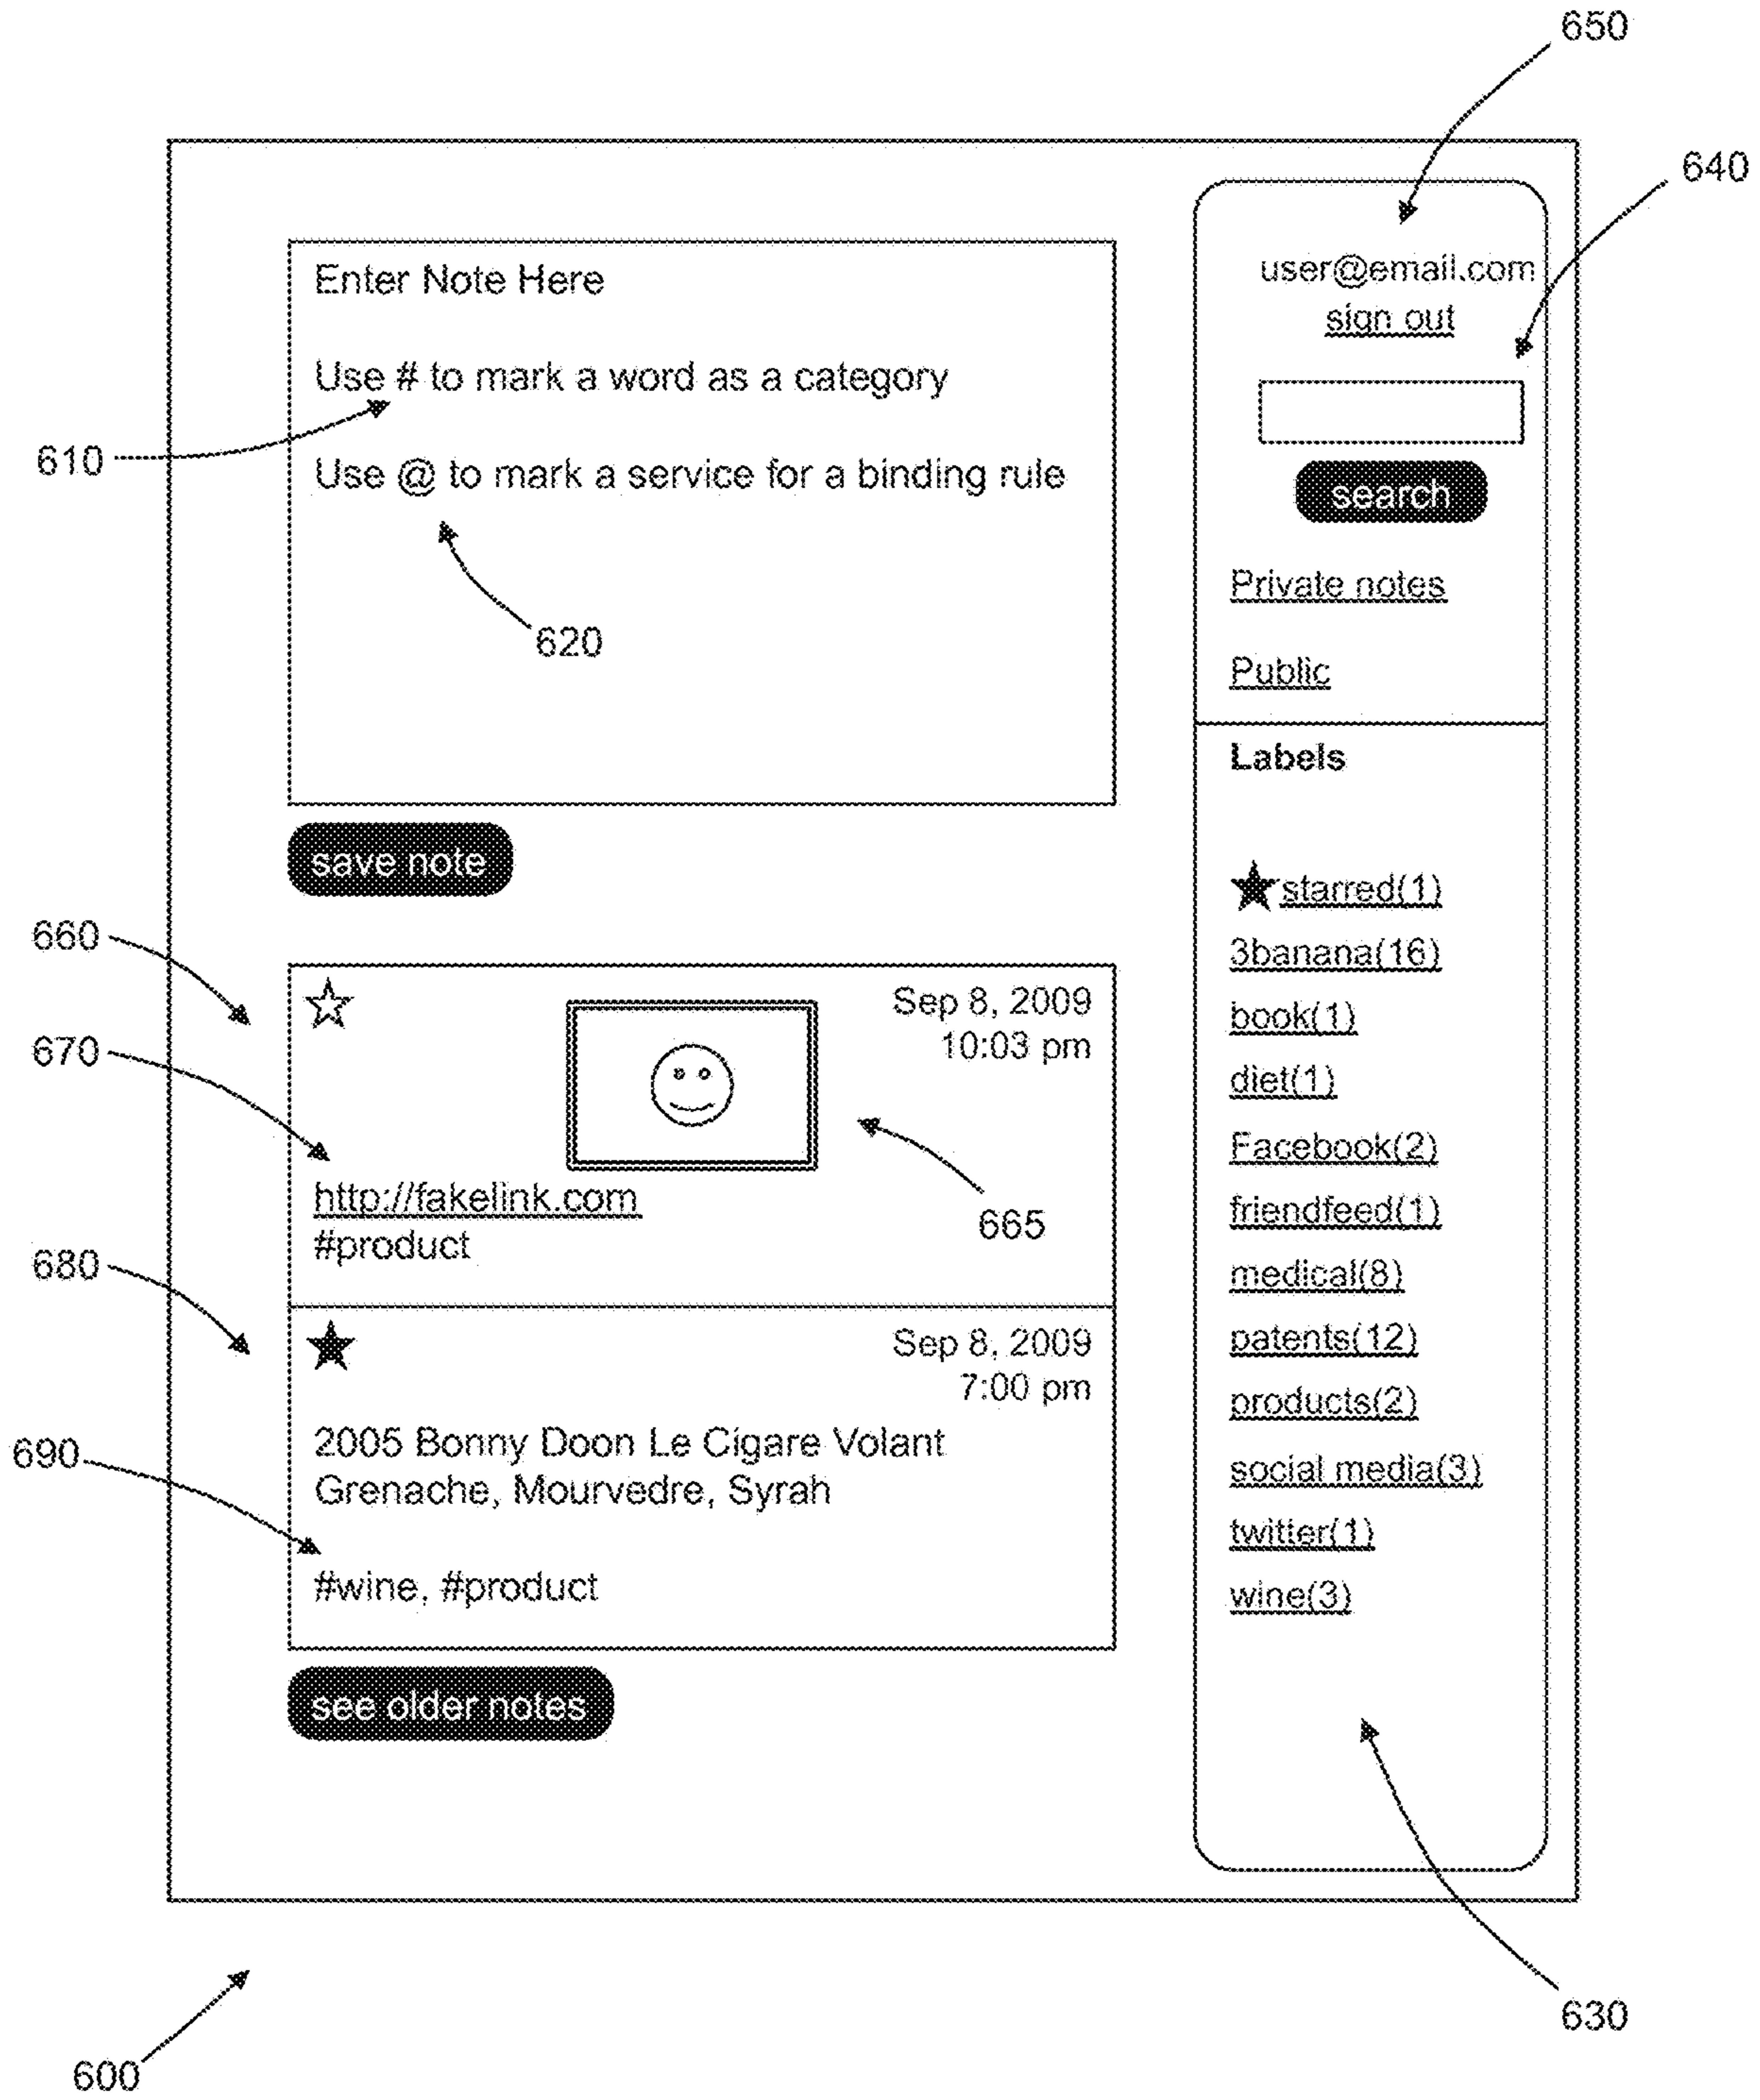 650
640
user@email.com
sign out
search
Private notes
Public
Enter Note Here
Use # to mark a word as a category
610
Use @ to mark a service for a binding rule
620
save note
Labels
starred(1)
3banana(16)
book(1)
diet(1)
Facebook(2)
friendfeed(1)
medical(8)
patents(12)
products(2)
social media(3)
twitter(1)
wine(3)
660
Sep 8, 2009
10:03 pm
670
665
http://fakelink.com
#product
680
Sep 8, 2009
7:00 pm
690
2005 Bonny Doon Le Cigare Volant
Grenache, Mourvedre, Syrah
#wine, #product
see older notes
630
600